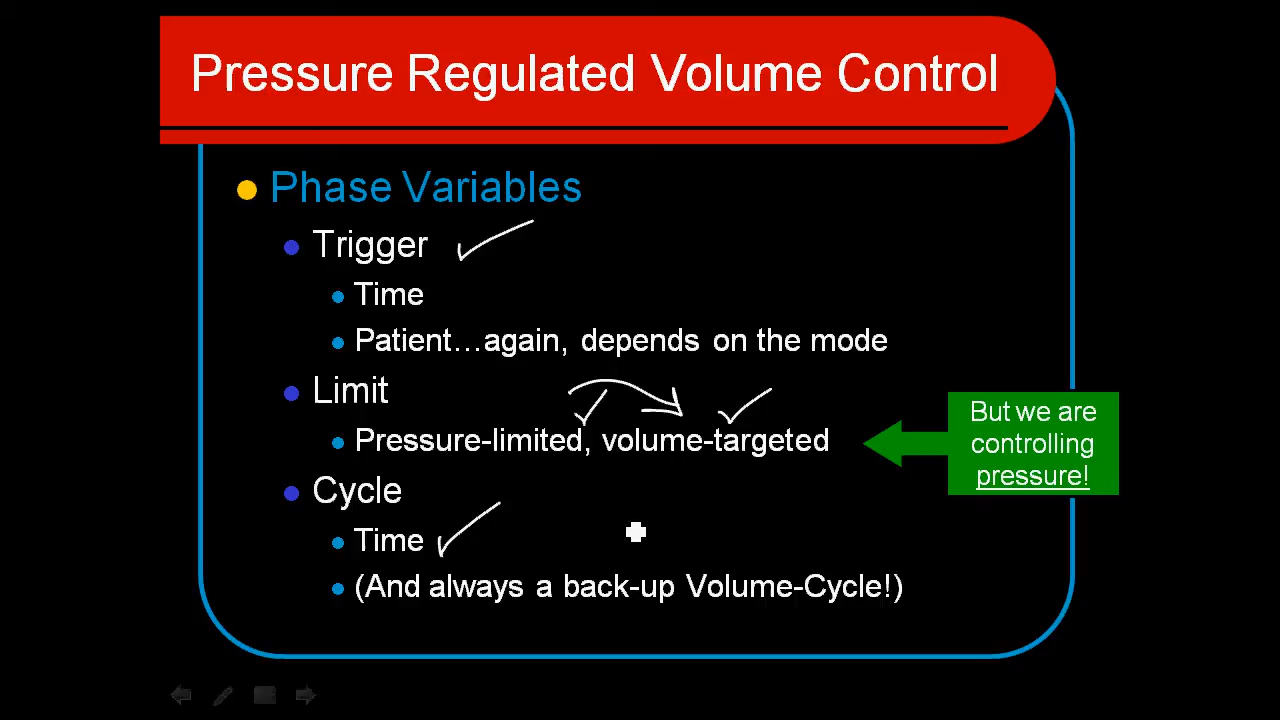 Pressure Regulated Volume Control
Phase Variables
Trigger
Time
Patient…again, depends on the mode
Limit
Pressure-limited, volume-targeted
But we are
controlling
pressure!
Cycle
Time
(And always a back-up Volume-Cycle!)